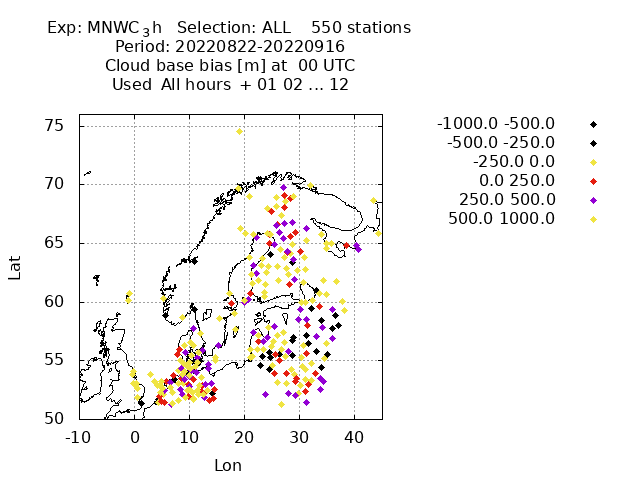 Exp: MNWC3h Selection: ALL 550 stations
Period: 20220822-20220916
Cloud base bias [m] at 00 UTC
Used All hours + 01 02 ... 12
-1000.0 -500.0
-500.0 -250.0
-250.0 0.0
0.0 250.0
250.0 500.0
500.0 1000.0
75
70
65
60
55
50
Lat
-10 0 10 20 30 40
Lon